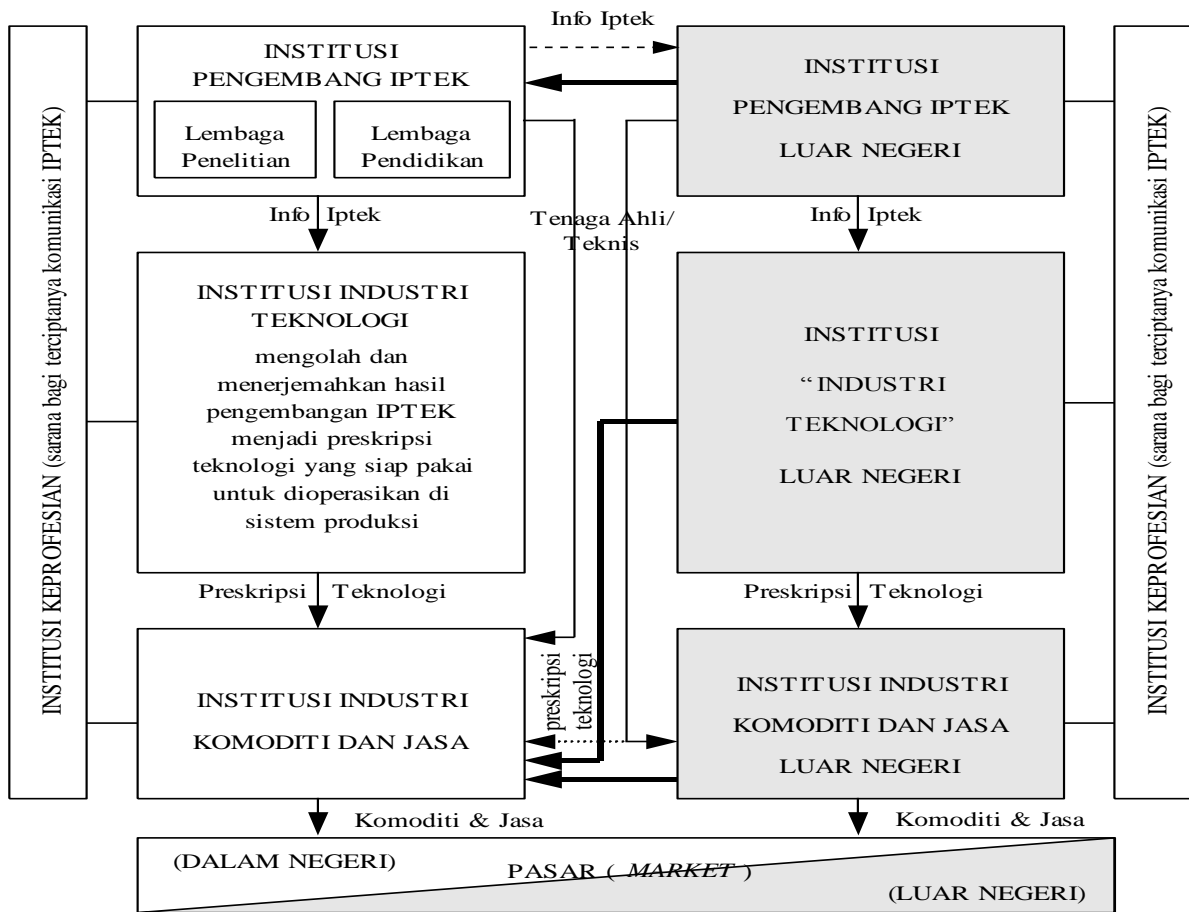 Info Iptek
INSTITUSI KEPROFESIAN (sarana bagi terciptanya komunikasi IPTEK)
INSTITUSI
PENGEMBANG IPTEK
Lembaga
Penelitian
Lembaga
Pendidikan
INSTITUSI
PENGEMBANG IPTEK
LUAR NEGERI
INSTITUSI KEPROFESIAN (sarana bagi terciptanya komunikasi IPTEK)
Info Iptek
Tenaga Ahli/
Teknis
Info Iptek
INSTITUSI INDUSTRI
TEKNOLOGI
mengolah dan
menerjemahkan hasil
pengembangan IPTEK
menjadi preskripsi
teknologi yang siap pakai
untuk dioperasikan di
sistem produksi
INSTITUSI
“INDUSTRI
TEKNOLOGI”
LUAR NEGERI
Preskripsi Teknologi
Preskripsi Teknologi
INSTITUSI INDUSTRI
KOMODITI DAN JASA
preskripsi
teknologi
INSTITUSI INDUSTRI
KOMODITI DAN JASA
LUAR NEGERI
Komoditi & Jasa
Komoditi & Jasa
(DALAM NEGERI)
PASAR ( MARKET )
(LUAR NEGERI)